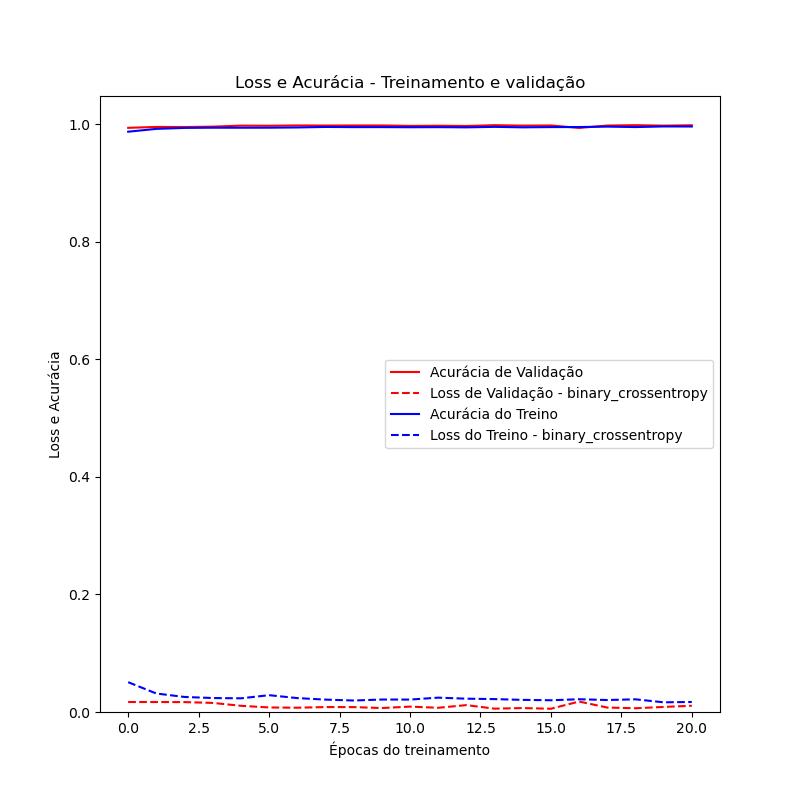 Loss e Acurácia - Treinamento e validação
1.0
0.8
0.6
0.4
0.2
0.0
Loss e Acurácia
Acurácia de Validação
Loss de Validação - binary_crossentropy
Acurácia do Treino
Loss do Treino - binary_crossentropy
0.0 2.5 5.0 7.5 10.0 12.5 15.0 17.5 20.0
Épocas do treinamento